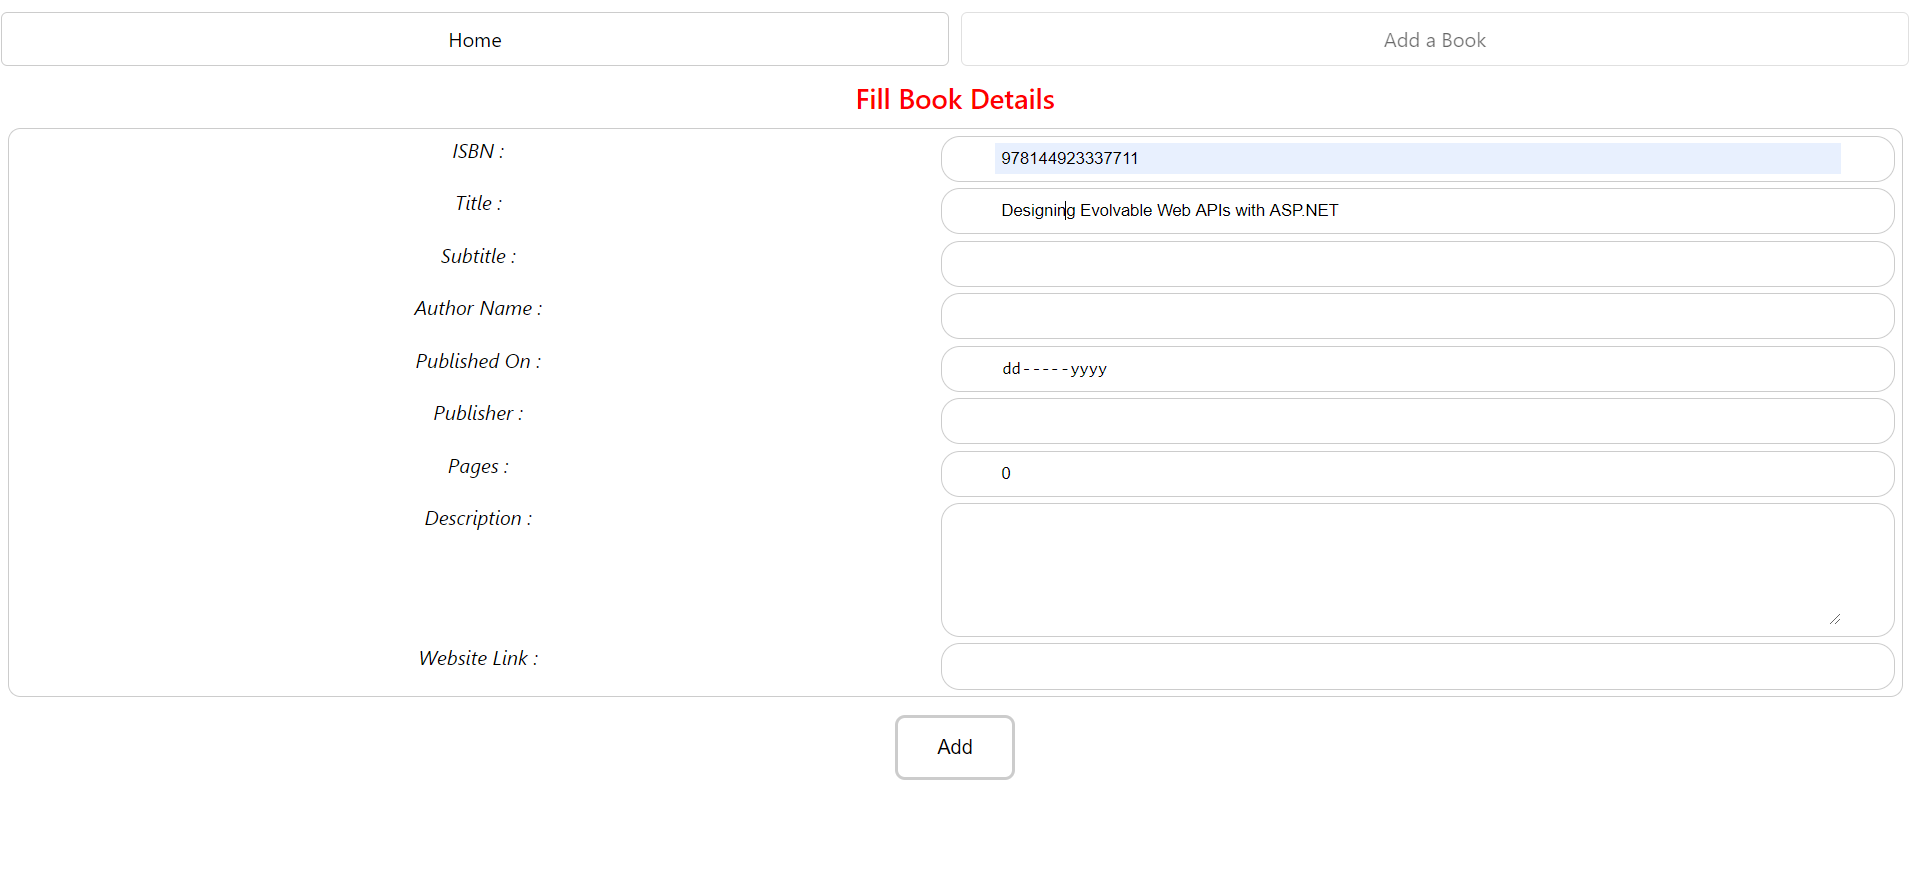 Home
Add a Book
Fill Book Details
ISBN :
978144923337711
Title :
Designing Evolvable Web APIs with ASP.NET
Subtitle :
Author Name :
Published On :
dd-----yyyy
Publisher :
Pages :
0
Description :
Website Link :
Add